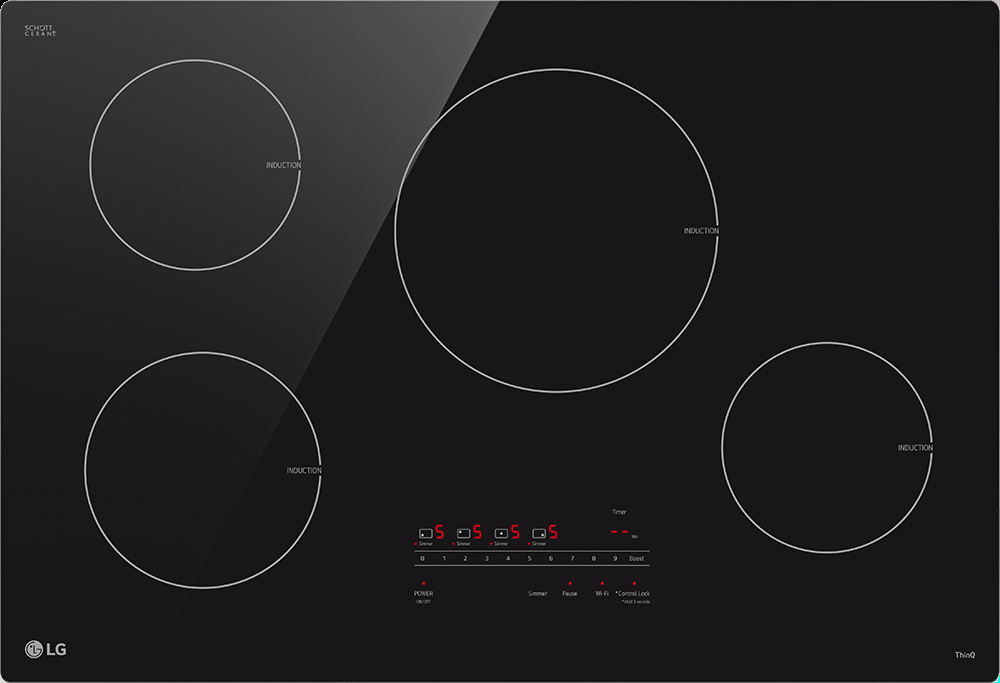 SCHOTT
CERAN®
INDUCTION
INDUCTION
INDUCTION
INDUCTION
Timer
5 5 5 5 -- Min
Simmer Simmer Simmer Simmer
0 1 2 3 4 5 6 7 8 9 Boost
POWER Simmer Pause Wi-Fi *Control Lock
ON/OFF *Hold 3 seconds
LG LG
ThinQ